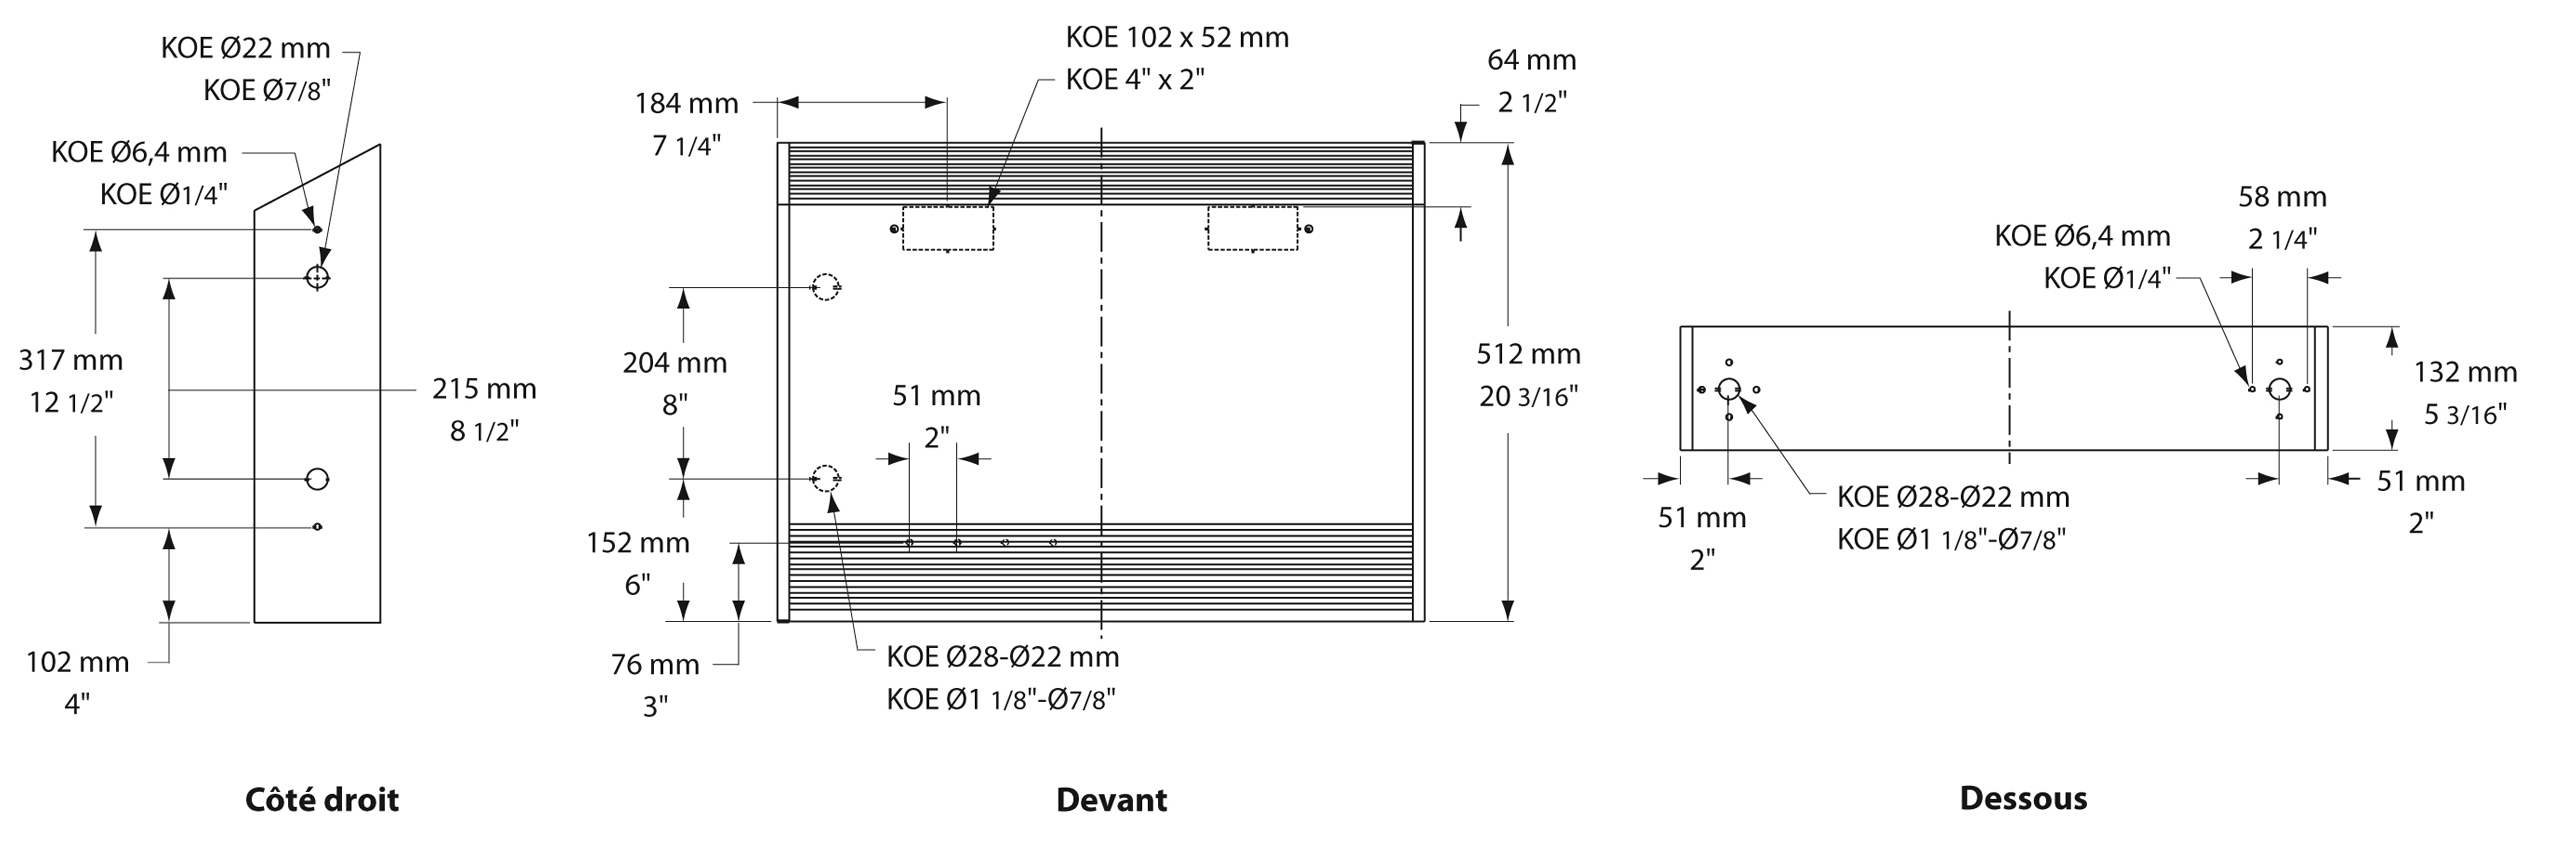 KOE Ø22 mm
KOE Ø7/8"
KOE Ø6,4 mm
KOE Ø1/4"
317 mm
12 1/2"
215 mm
8 1/2"
102 mm
4"
Côté droit
KOE 102 x 52 mm
KOE 4" x 2"
184 mm
7 1/4"
64 mm
2 1/2"
204 mm
8"
51 mm
2"
512 mm
20 3/16"
152 mm
6"
76 mm
3"
KOE Ø28-Ø22 mm
KOE Ø1 1/8"-Ø7/8"
Devant
58 mm
2 1/4"
KOE Ø6,4 mm
KOE Ø1/4"
132 mm
5 3/16"
51 mm
2"
KOE Ø28-Ø22 mm
KOE Ø1 1/8"-Ø7/8"
51 mm
2"
Dessous